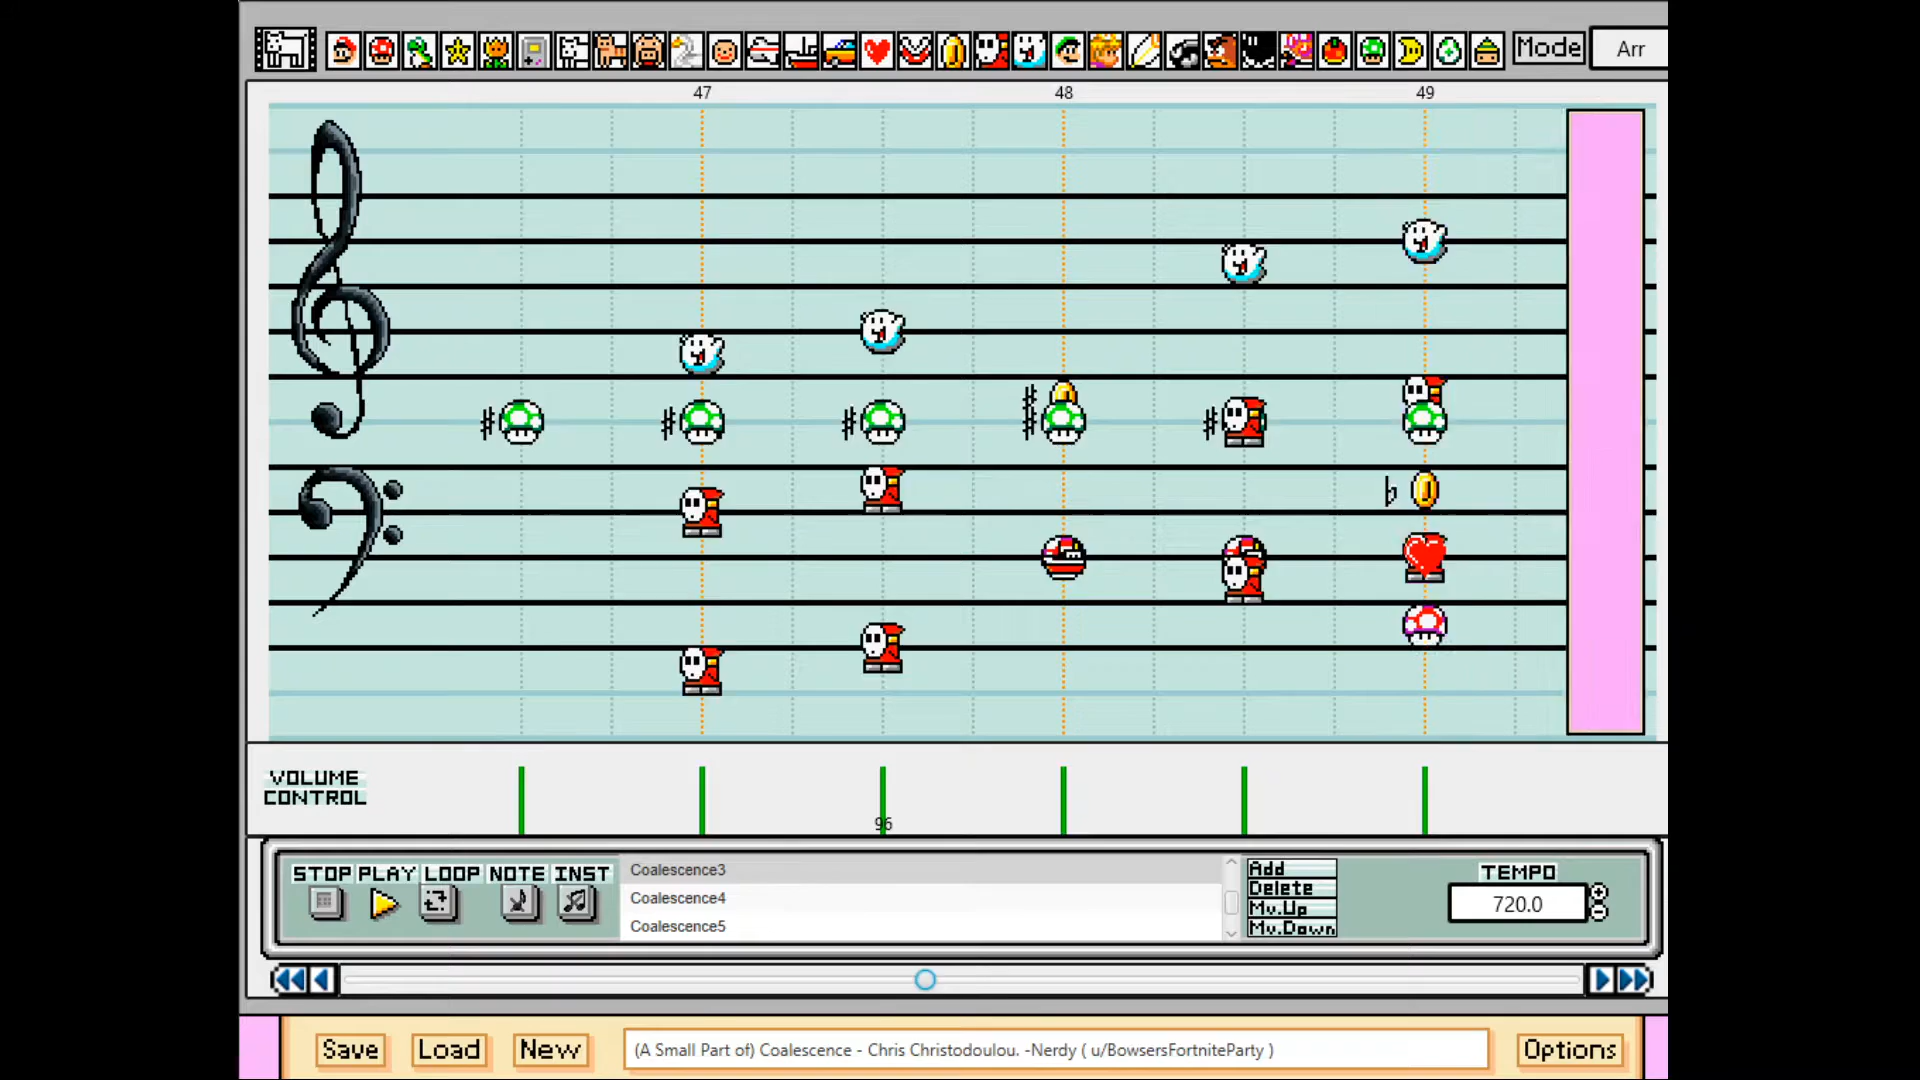 Mode Arr
47 48 49
VOLUME
CONTROL
96
STOP PLAY LOOP NOTE INST
Coalescence3
Coalescence4
Coalescence5
Add
Delete
Mv.Up
Mv.Down
TEMPO
720.0
Save Load New (A Small Part of) Coalescence - Chris Christodoulou. -Nerdy ( u/BowsersFortniteParty ) Options